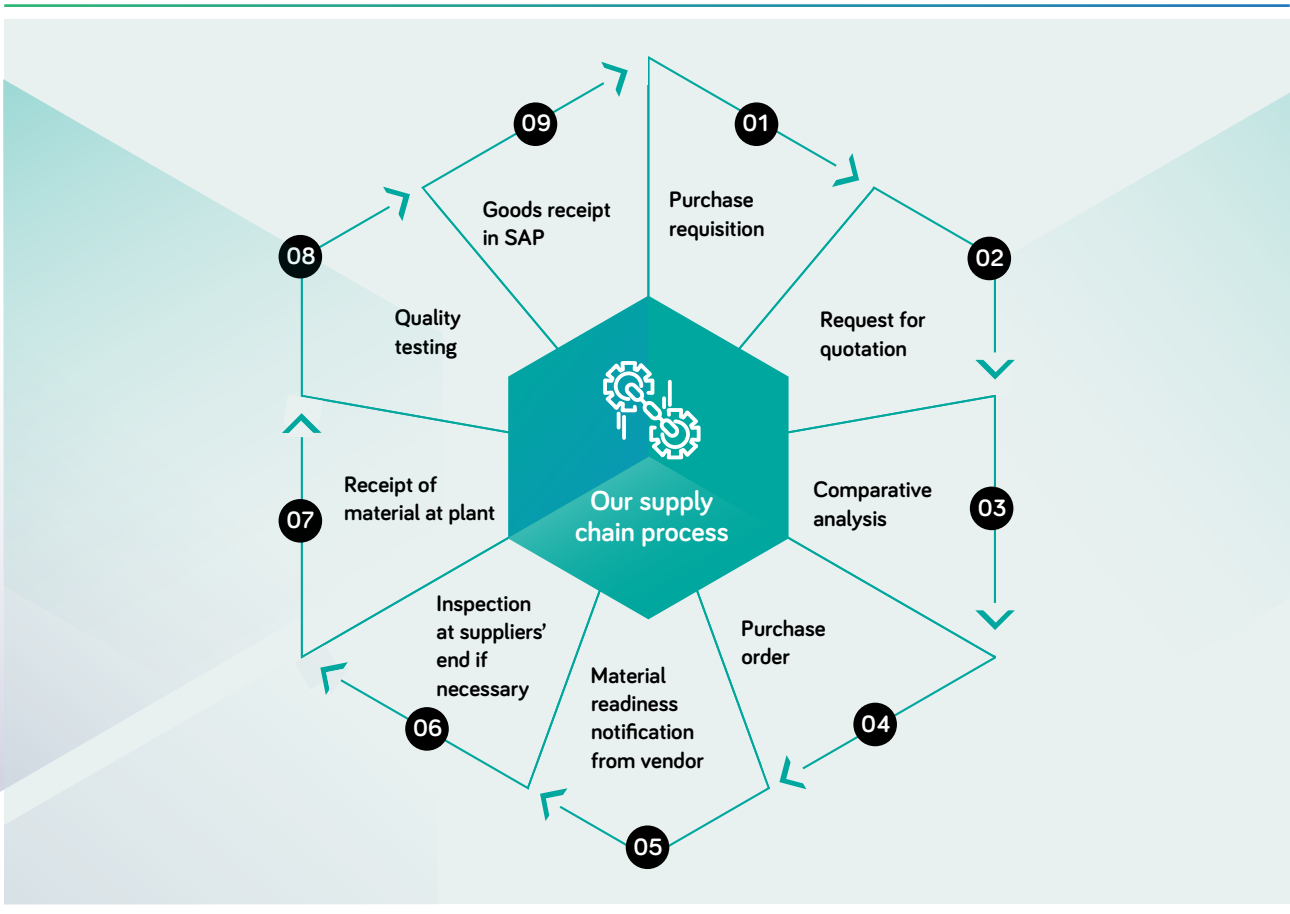 01
Purchase
requisition
02
Request for
quotation
03
Comparative
analysis
04
Purchase
order
05
Material
readiness
notification
from vendor
06
Inspection
at suppliers’
end if
necessary
07
Receipt of
material at plant
08
Quality
testing
09
Goods receipt
in SAP
Our supply
chain process